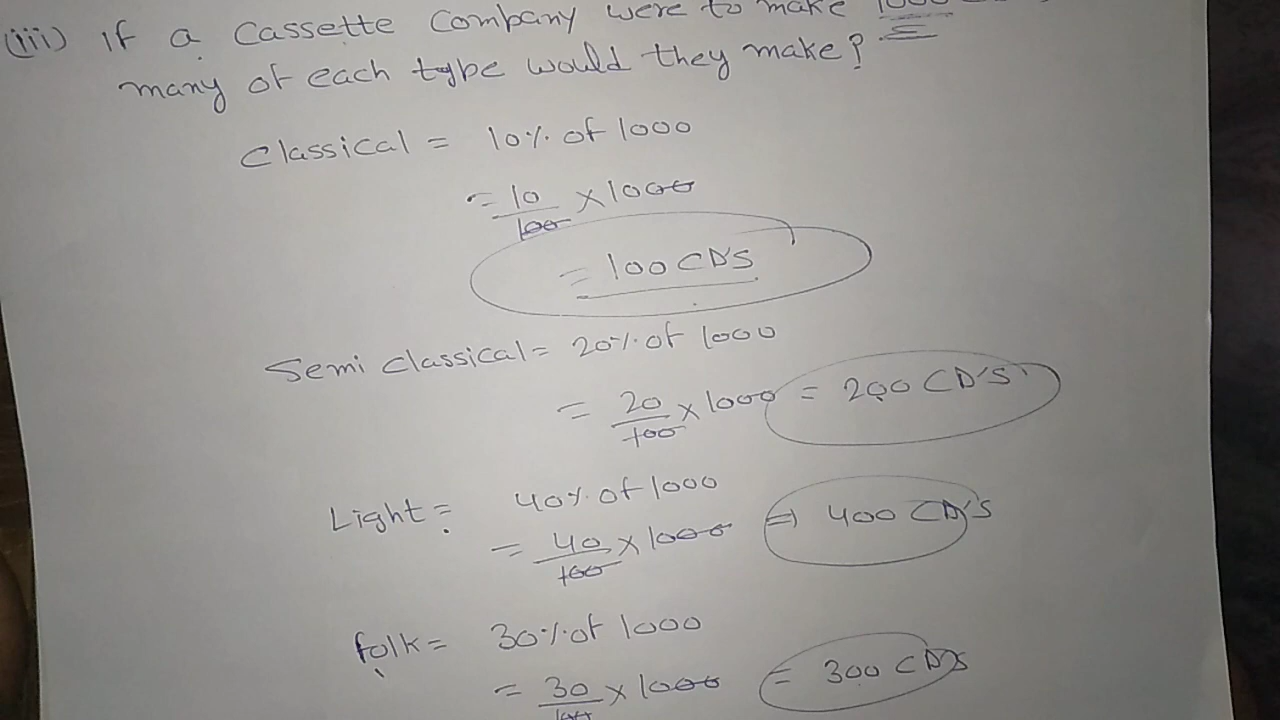 (iii) If a Cassette Company were to make 1000
many of each type would they make?
Classical = 10% of 1000
= 10/100 × 1000
= 100 CD'S
Semi classical = 20% of 1000
= 20/100 × 1000 = 200 CD'S
Light = 40% of 1000
= 40/100 × 1000 => 400 CD'S
folk = 30% of 1000
= 30/100 × 1000 = 300 CD'S